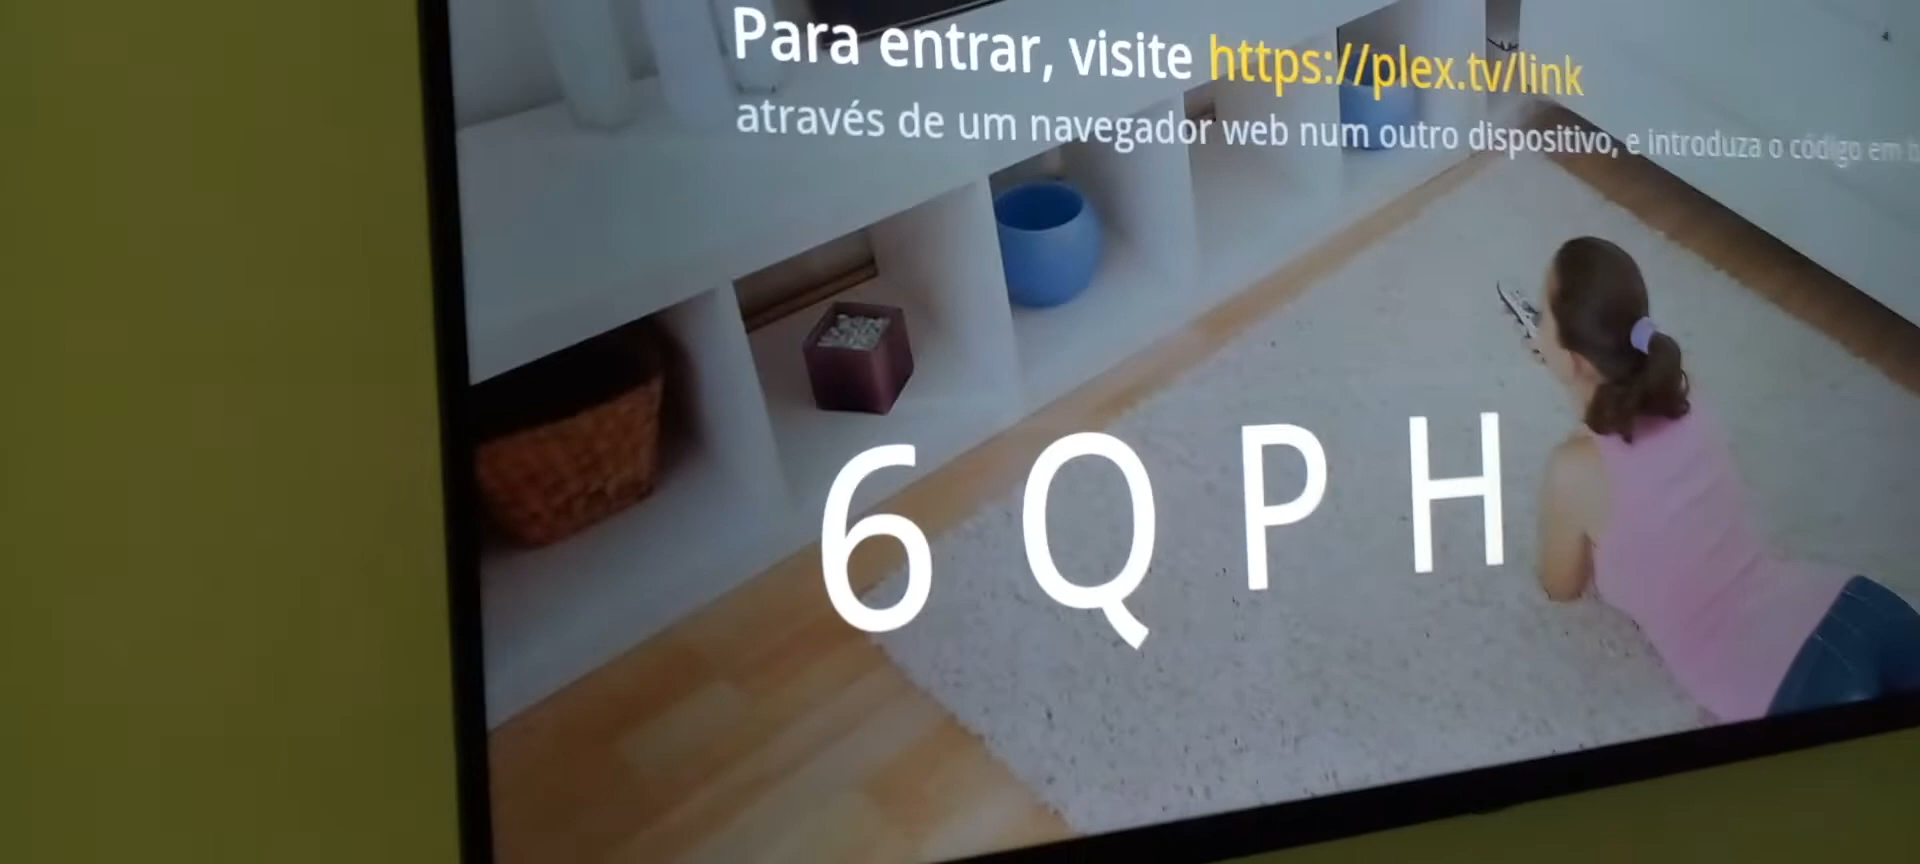 Para entrar, visite https://plex.tv/link
através de um navegador web num outro dispositivo, e introduza o código em
6 Q P H